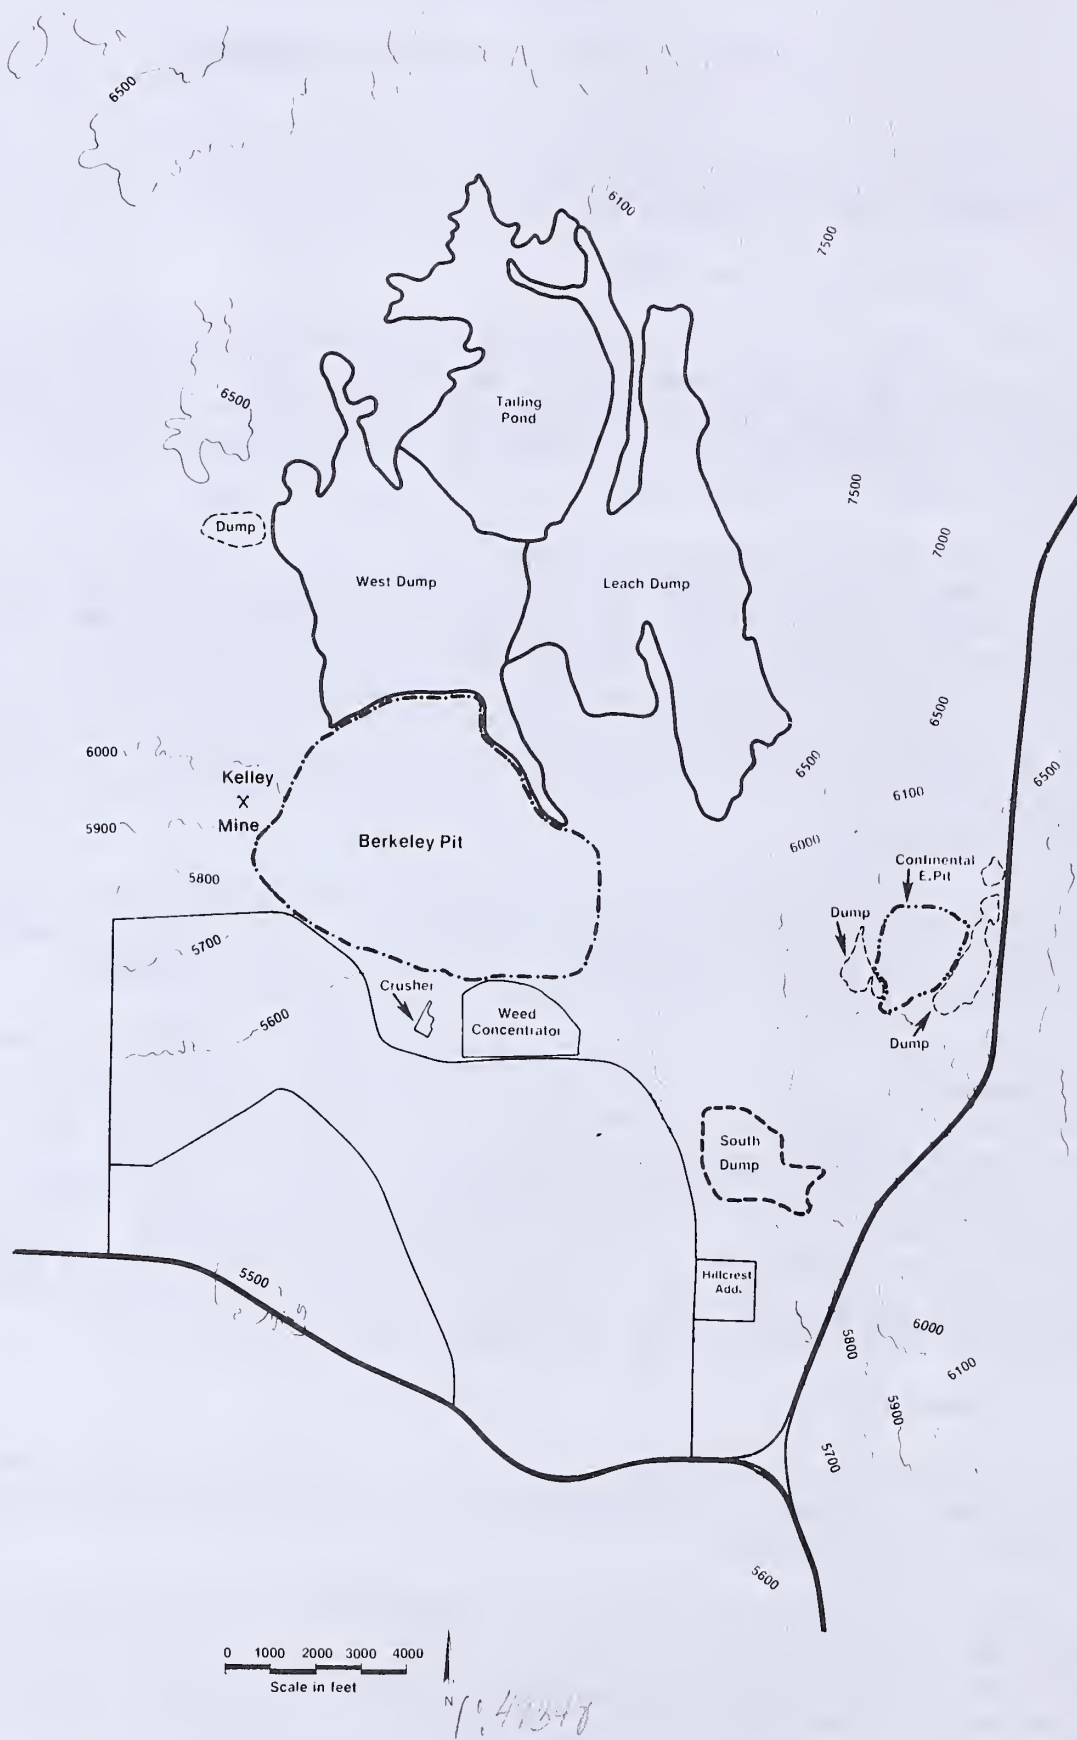 6500
6100
7500
6500
Tailing
Pond
7500
Dump
7000
West Dump
Leach Dump
6500
6000
6500
6500
Kelley
X
Mine
6100
5900
Berkeley Pit
6000
5800
Continental
E.Pit
Dump
5700
Crusher
5600
Weed
Concentrator
Dump
South
Dump
5500
Hillcrest
Add.
6000
5800
6100
5900
5700
5600
0 1000 2000 3000 4000
Scale in feet
N